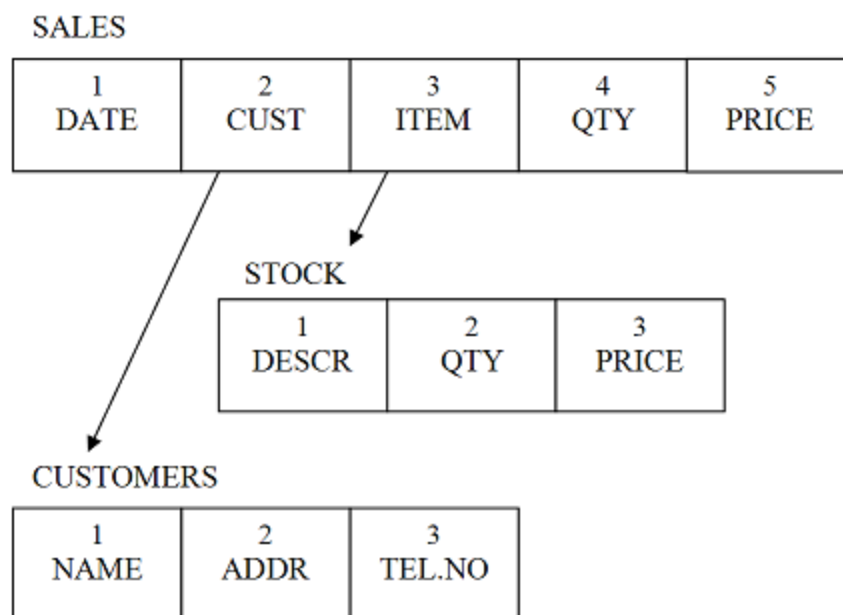 SALES
1 2 3 4 5
DATE CUST ITEM QTY PRICE
STOCK
1 2 3
DESCR QTY PRICE
CUSTOMERS
1 2 3
NAME ADDR TEL.NO